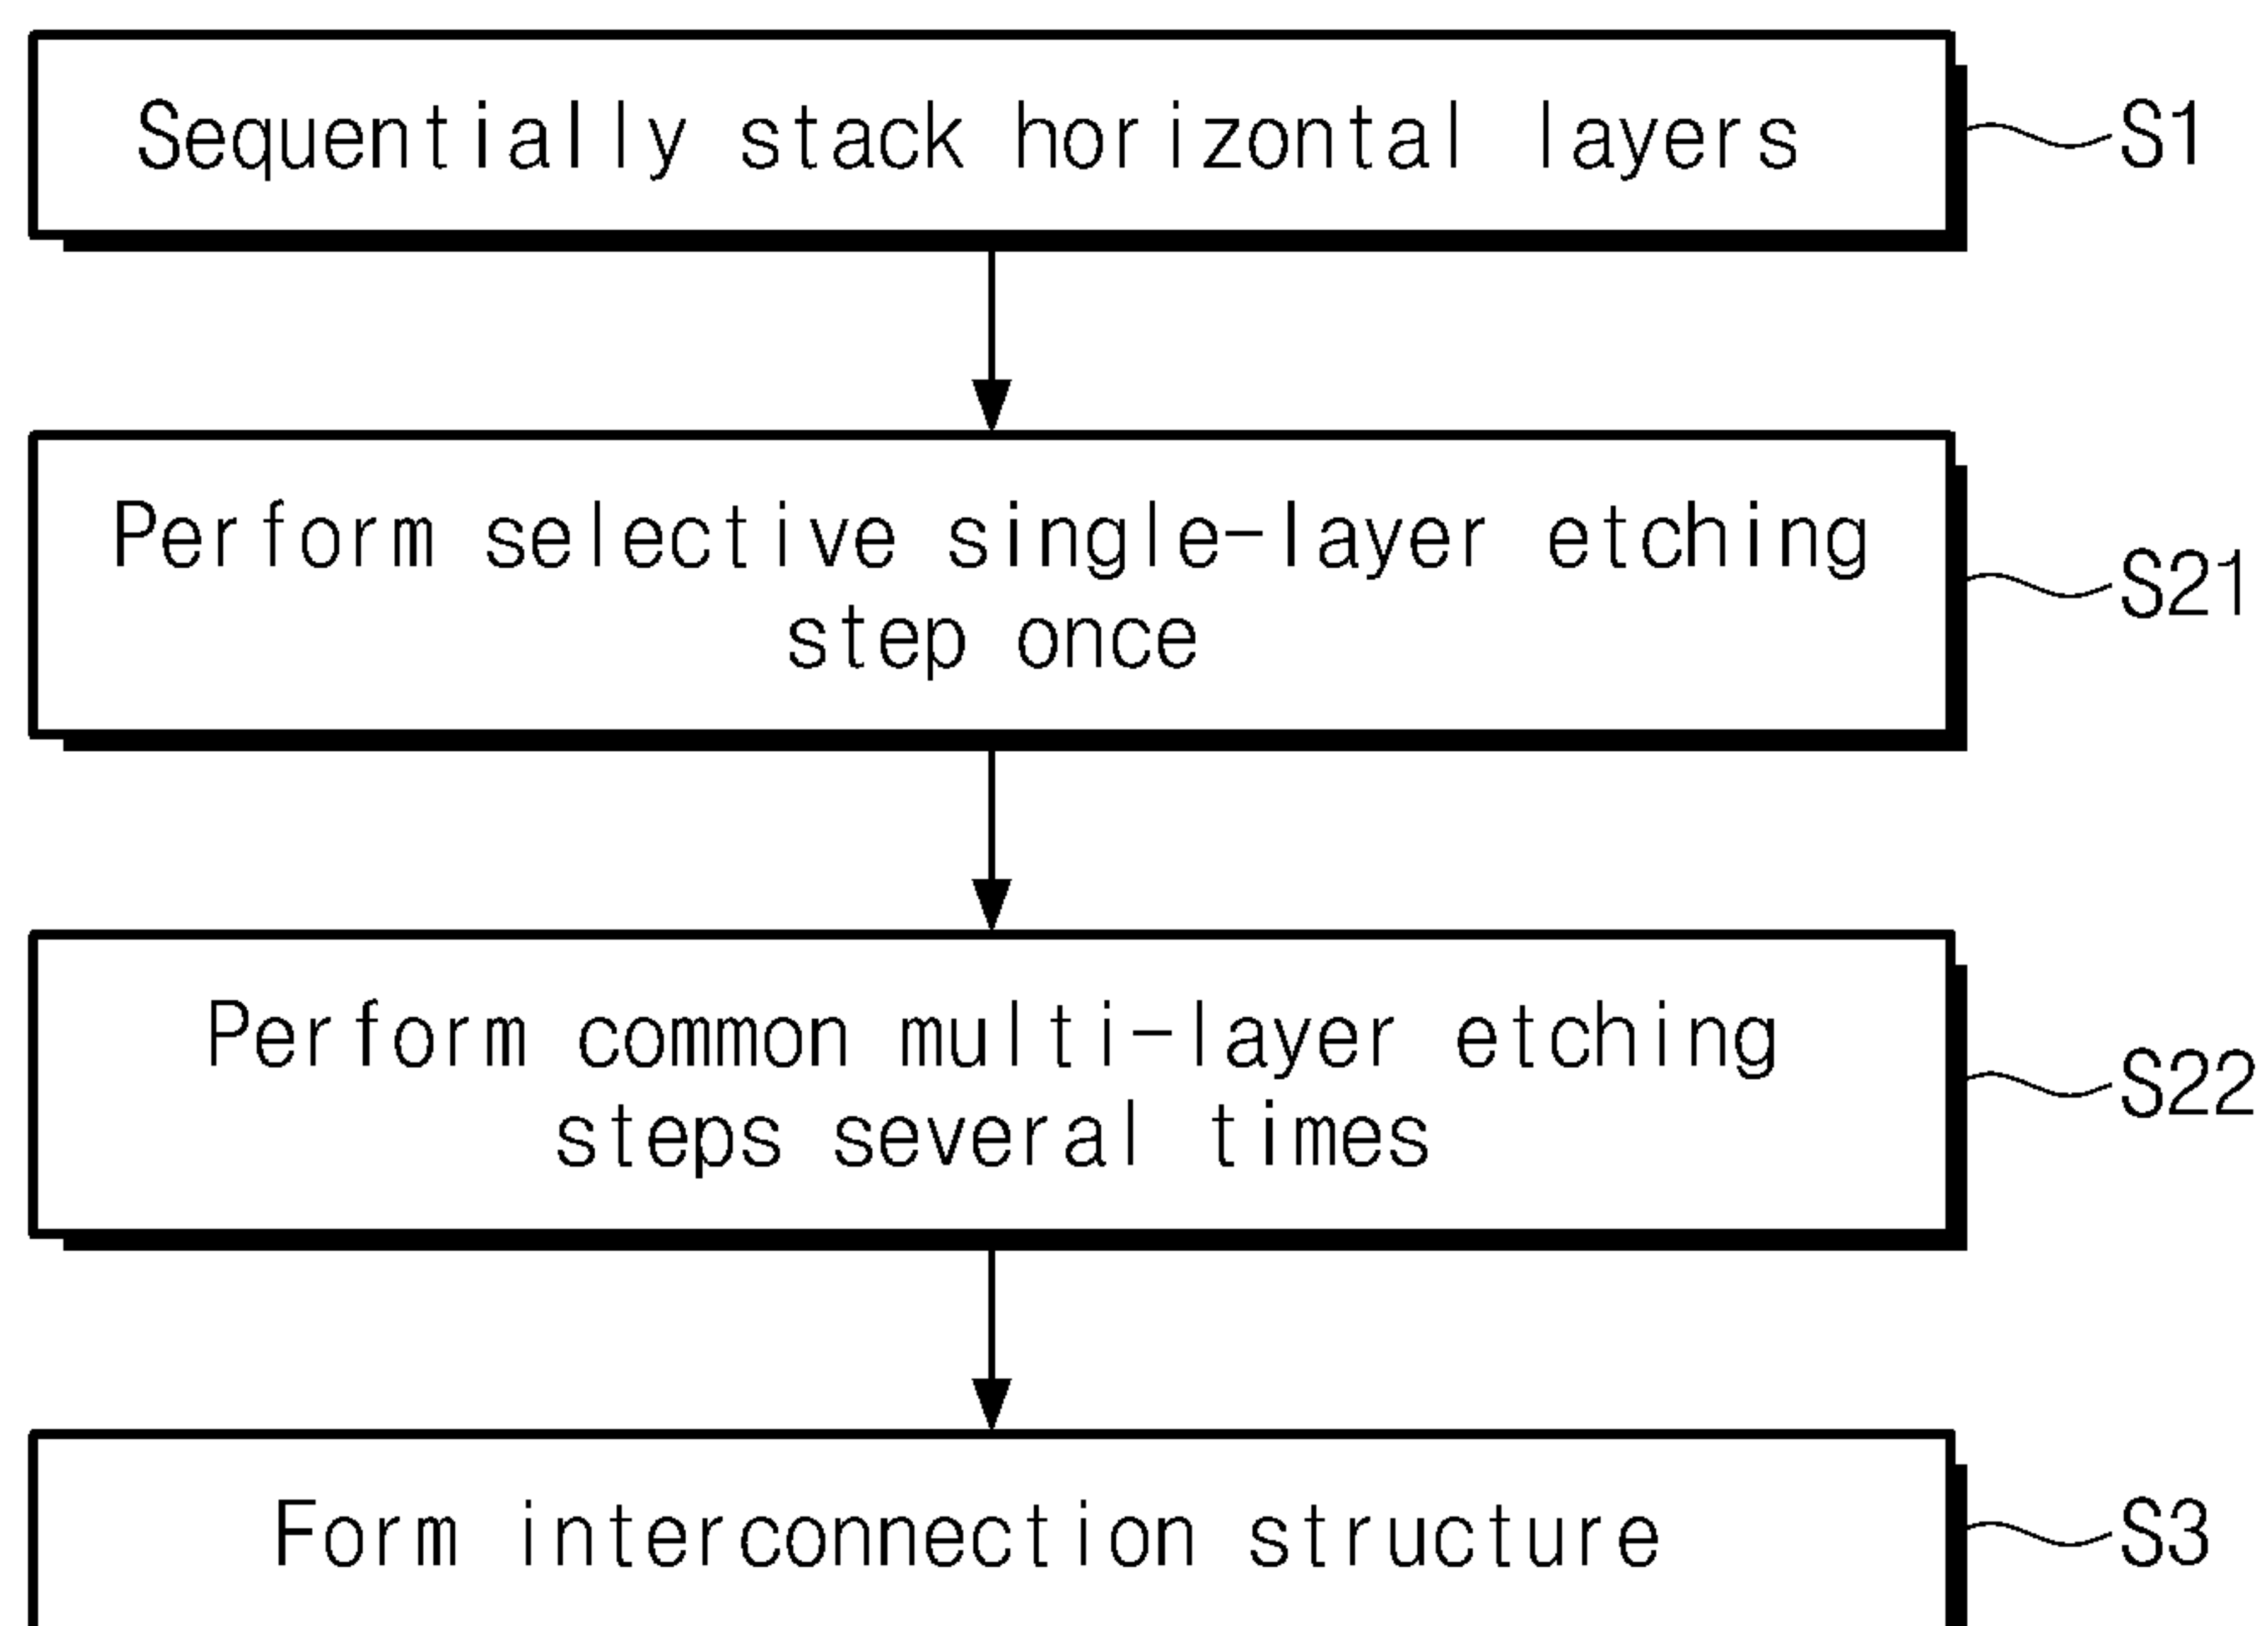 Sequentially stack horizontal layers
S1
Perform selective single-layer etching
step once
S21
Perform common multi-layer etching
steps several times
S22
Form interconnection structure
S3